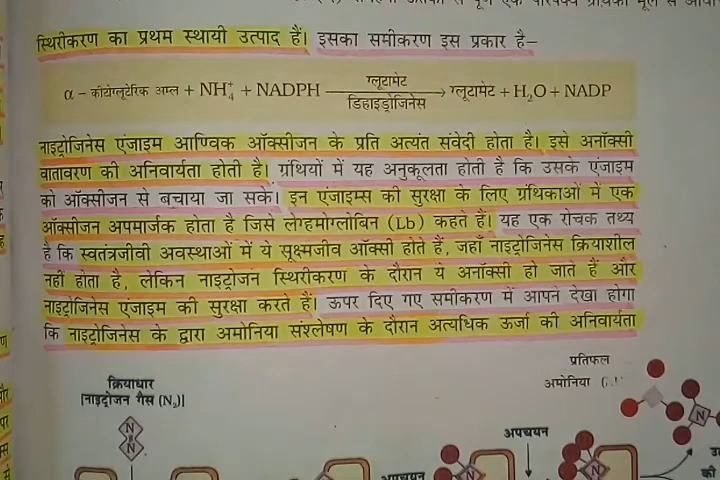 स्थिरीकरण का प्रथम स्थायी उत्पाद हैं। इसका समीकरण इस प्रकार है–
α – कीटोग्लूटेरिक अम्ल + NH₄⁺ + NADPH ग्लूटामेट डिहाइड्रोजिनेस → ग्लूटामेट + H₂O + NADP
नाइट्रोजिनेस एंजाइम आण्विक ऑक्सीजन के प्रति अत्यंत संवेदी होता है। इसे अनॉक्सी
वातावरण की अनिवार्यता होती है। ग्रंथियों में यह अनुकूलता होती है कि उसके एंजाइम
को ऑक्सीजन से बचाया जा सके। इन एंजाइम्स की सुरक्षा के लिए ग्रंथिकाओं में एक
ऑक्सीजन अपमार्जक होता है जिसे लेग्हमोग्लोबिन (Lb) कहते हैं। यह एक रोचक तथ्य
है कि स्वतंत्रजीवी अवस्थाओं में ये सूक्ष्मजीव ऑक्सी होते हैं, जहाँ नाइट्रोजिनेस क्रियाशील
नहीं होता है, लेकिन नाइट्रोजन स्थिरीकरण के दौरान ये अनॉक्सी हो जाते हैं और
नाइट्रोजिनेस एंजाइम की सुरक्षा करते हैं। ऊपर दिए गए समीकरण में आपने देखा होगा
कि नाइट्रोजिनेस के द्वारा अमोनिया संश्लेषण के दौरान अत्यधिक ऊर्जा की अनिवार्यता
प्रतिफल
अमोनिया
क्रियाधार
[नाइट्रोजन गैस (N₂)]
N
N
N
अपचयन
अपचयन
N
N
की